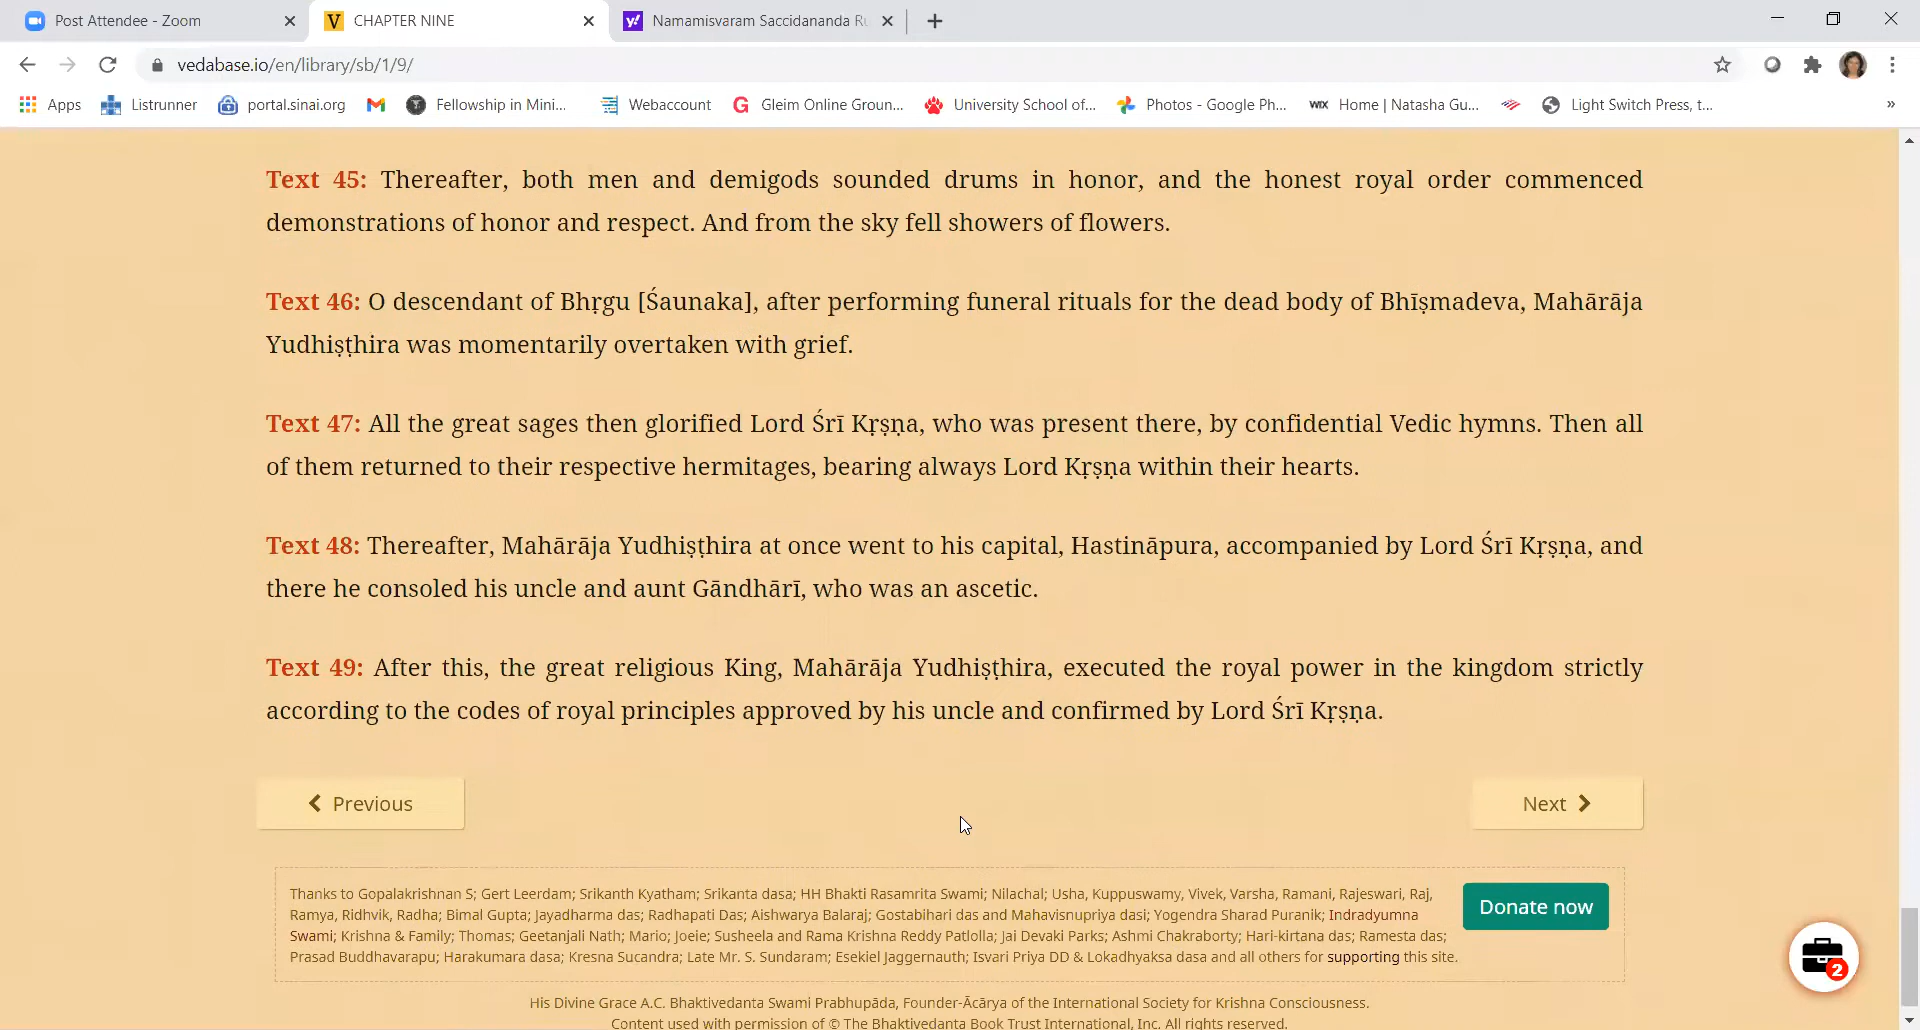 Post Attendee - Zoom
CHAPTER NINE
Namamisvaram Saccidananda Ru
vedabase.io/en/library/sb/1/9/
Apps
Listrunner
portal.sinai.org
Fellowship in Mini...
Webaccount
Gleim Online Groun...
University School of...
Photos - Google Ph...
WIX Home | Natasha Gu...
Light Switch Press, t...
»
Text 45: Thereafter, both men and demigods sounded drums in honor, and the honest royal order commenced
demonstrations of honor and respect. And from the sky fell showers of flowers.
Text 46: O descendant of Bhṛgu [Śaunaka], after performing funeral rituals for the dead body of Bhīṣmadeva, Mahārāja
Yudhiṣṭhira was momentarily overtaken with grief.
Text 47: All the great sages then glorified Lord Śrī Kṛṣṇa, who was present there, by confidential Vedic hymns. Then all
of them returned to their respective hermitages, bearing always Lord Kṛṣṇa within their hearts.
Text 48: Thereafter, Mahārāja Yudhiṣṭhira at once went to his capital, Hastināpura, accompanied by Lord Śrī Kṛṣṇa, and
there he consoled his uncle and aunt Gāndhārī, who was an ascetic.
Text 49: After this, the great religious King, Mahārāja Yudhiṣṭhira, executed the royal power in the kingdom strictly
according to the codes of royal principles approved by his uncle and confirmed by Lord Śrī Kṛṣṇa.
Previous
Next
Thanks to Gopalakrishnan S; Gert Leerdam; Srikanth Kyatham; Srikanta dasa; HH Bhakti Rasamrita Swami; Nilachal; Usha, Kuppuswamy, Vivek, Varsha, Ramani, Rajeswari, Raj,
Ramya, Ridhvik, Radha; Bimal Gupta; Jayadharma das; Radhapati Das; Aishwarya Balaraj; Gostabihari das and Mahavisnupriya dasi; Yogendra Sharad Puranik; Indradyumna
Swami; Krishna & Family; Thomas; Geetanjali Nath; Mario; Joeie; Susheela and Rama Krishna Reddy Patlolla; Jai Devaki Parks; Ashmi Chakraborty; Hari-kirtana das; Ramesta das;
Prasad Buddhavarapu; Harakumara dasa; Kresna Sucandra; Late Mr. S. Sundaram; Esekiel Jaggernauth; Isvari Priya DD & Lokadhyaksa dasa and all others for supporting this site.
Donate now
2
His Divine Grace A.C. Bhaktivedanta Swami Prabhupāda, Founder-Ācārya of the International Society for Krishna Consciousness.
Content used with permission of © The Bhaktivedanta Book Trust International, Inc. All rights reserved.